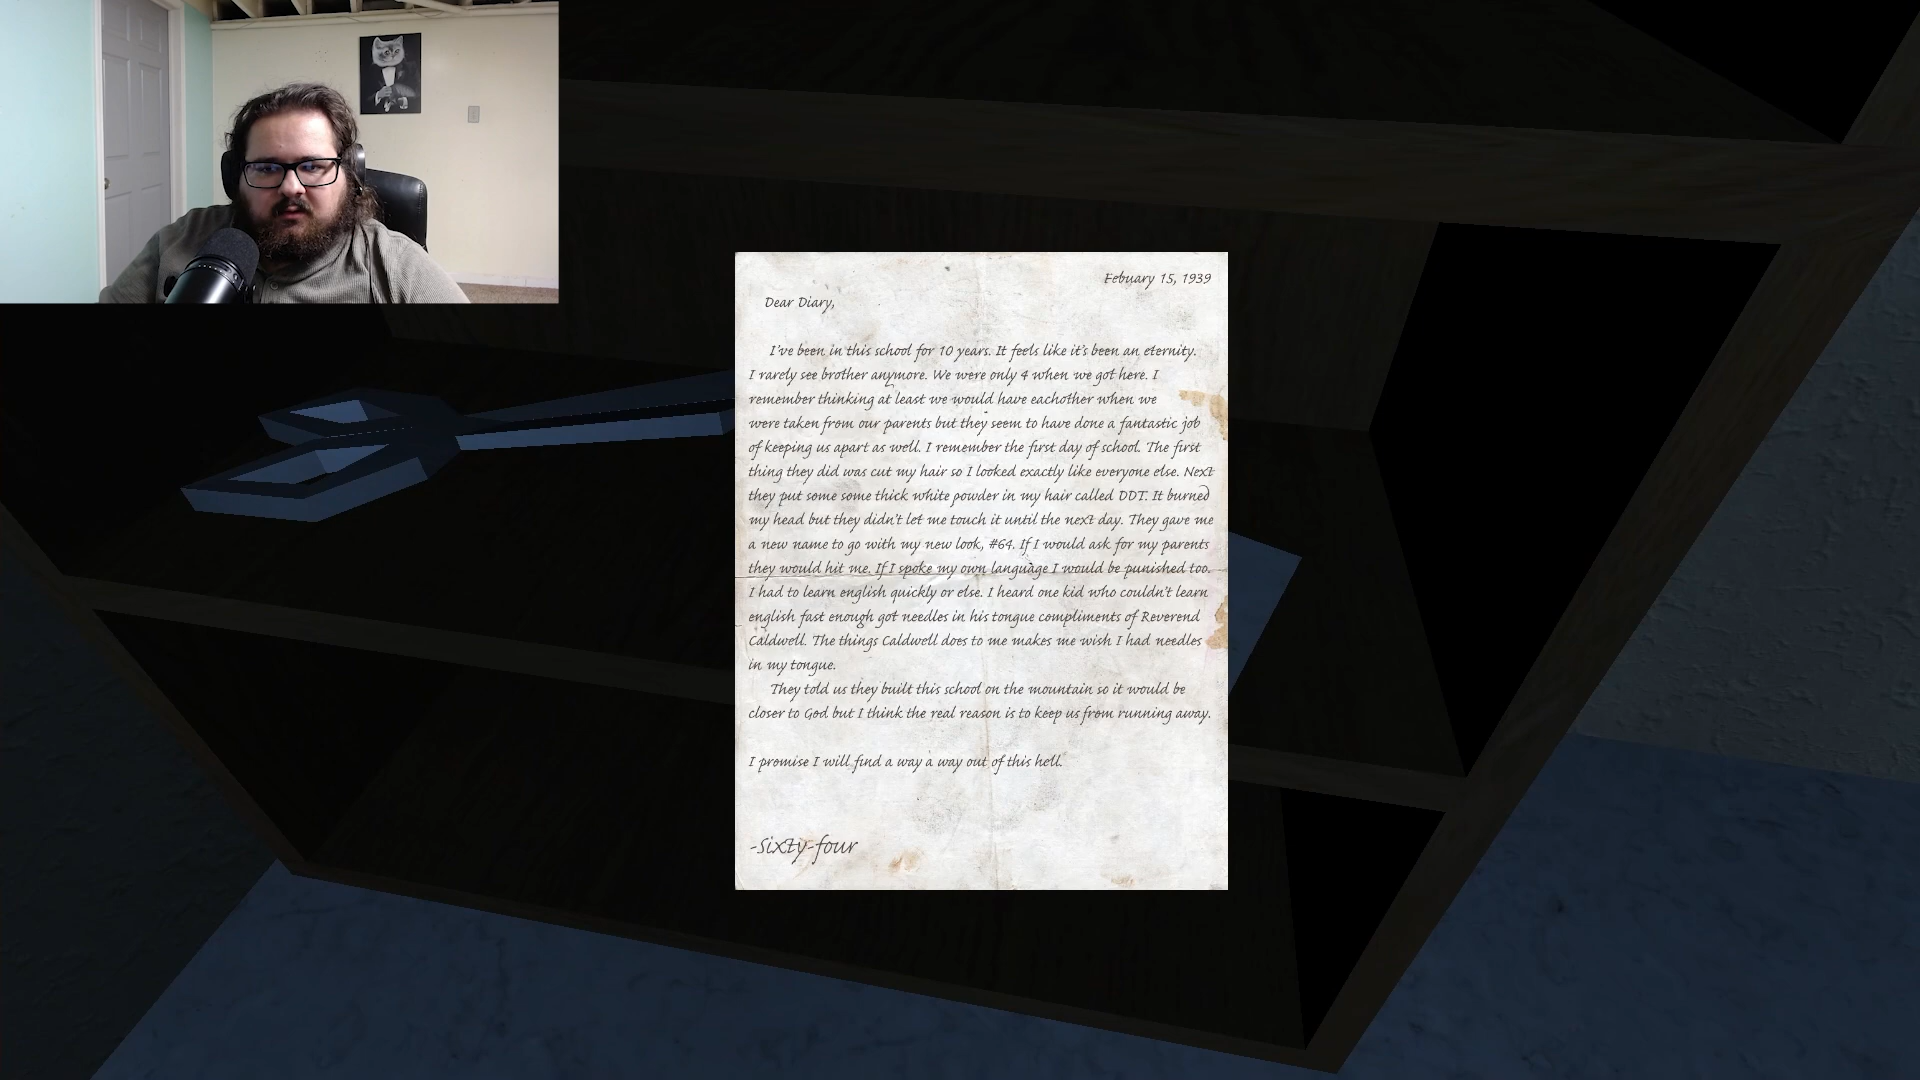 Febuary 15, 1939
Dear Diary,
I've been in this school for 10 years. It feels like it's been an eternity.
I rarely see brother anymore. We were only 4 when we got here. I
remember thinking at least we would have eachother when we
were taken from our parents but they seem to have done a fantastic job
of keeping us apart as well. I remember the first day of school. The first
thing they did was cut my hair so I looked exactly like everyone else. Next
they put some some thick white powder in my hair called DDT. It burned
my head but they didn't let me touch it until the next day. They gave me
a new name to go with my new look, #64. If I would ask for my parents
they would hit me. If I spoke my own language I would be punished too.
I had to learn english quickly or else. I heard one kid who couldn't learn
english fast enough got needles in his tongue compliments of Reverend
Caldwell. The things Caldwell does to me makes me wish I had needles
in my tongue.
They told us they built this school on the mountain so it would be
closer to God but I think the real reason is to keep us from running away.
I promise I will find a way a way out of this hell.
-Sixty-four